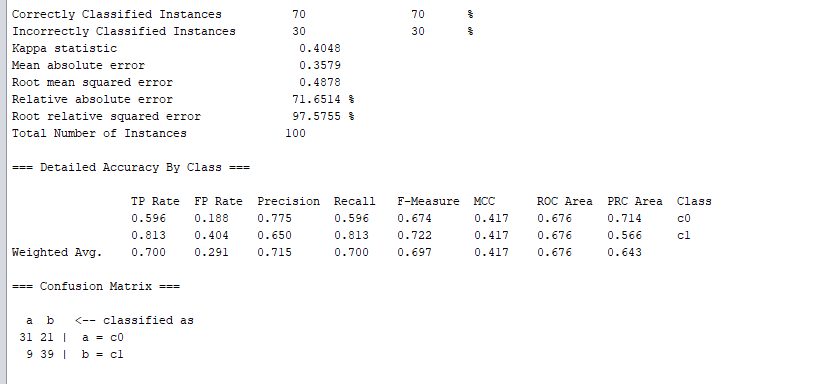 Correctly Classified Instances          70               70      %
Incorrectly Classified Instances        30               30      %
Kappa statistic                          0.4048
Mean absolute error                      0.3579
Root mean squared error                  0.4878
Relative absolute error                 71.6514 %
Root relative squared error             97.5755 %
Total Number of Instances              100
=== Detailed Accuracy By Class ===
                 TP Rate  FP Rate  Precision  Recall   F-Measure  MCC      ROC Area  PRC Area  Class
                 0.596    0.188    0.775      0.596    0.674      0.417    0.676     0.714     c0
                 0.813    0.404    0.650      0.813    0.722      0.417    0.676     0.566     c1
Weighted Avg.    0.700    0.291    0.715      0.700    0.697      0.417    0.676     0.643
=== Confusion Matrix ===
  a  b   <-- classified as
 31 21 |  a = c0
  9 39 |  b = c1